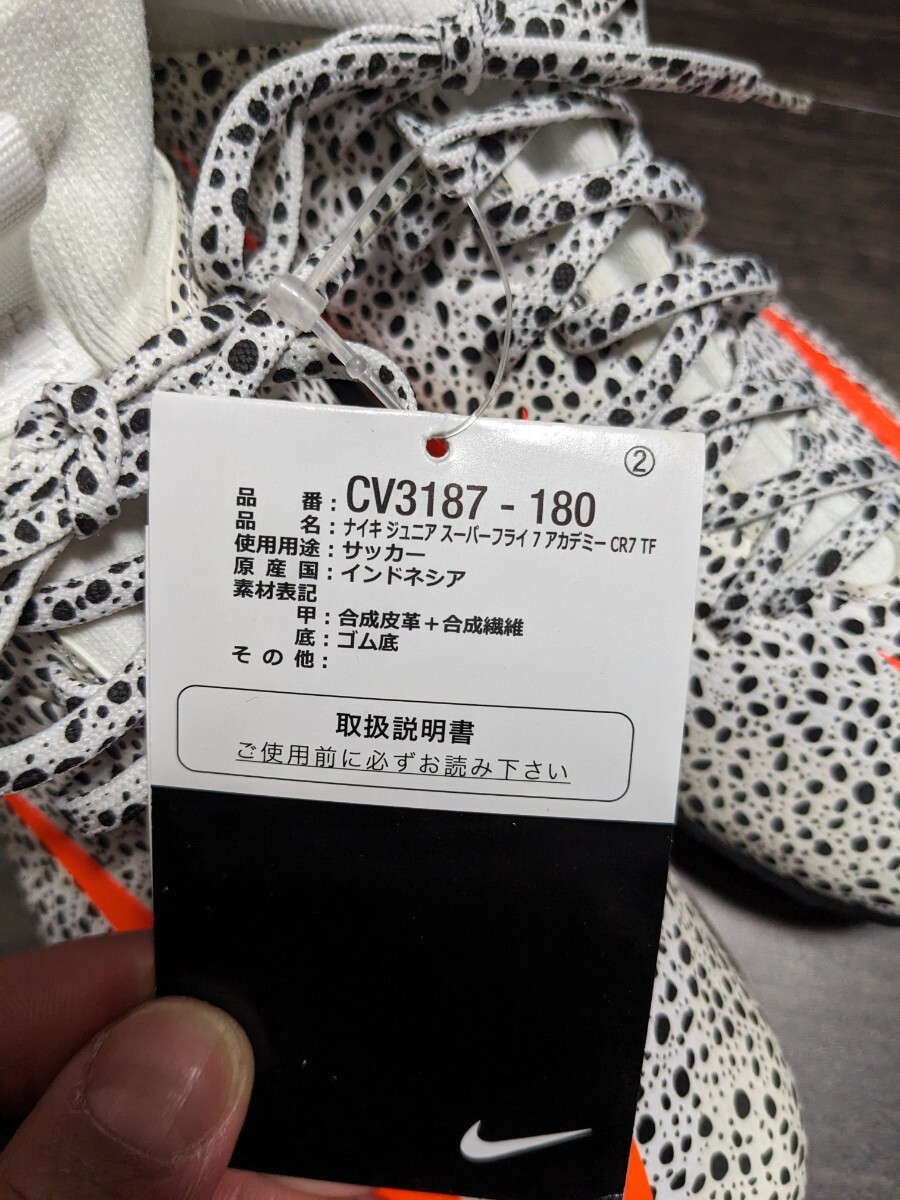 ②
品番:CV3187 - 180
品名:ナイキ ジュニア スーパーフライ 7 アカデミー CR7 TF
使用用途:サッカー
原産国:インドネシア
素材表記
甲:合成皮革+合成繊維
底:ゴム底
その他:
取扱説明書
ご使用前に必ずお読み下さい